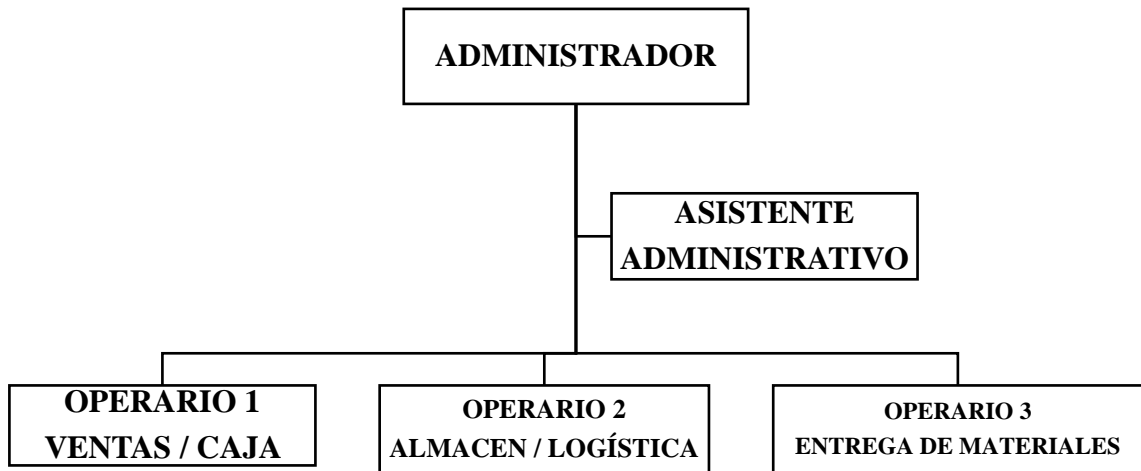 ADMINISTRADOR
ASISTENTE
ADMINISTRATIVO
OPERARIO 1
VENTAS / CAJA
OPERARIO 2
ALMACEN / LOGÍSTICA
OPERARIO 3
ENTREGA DE MATERIALES